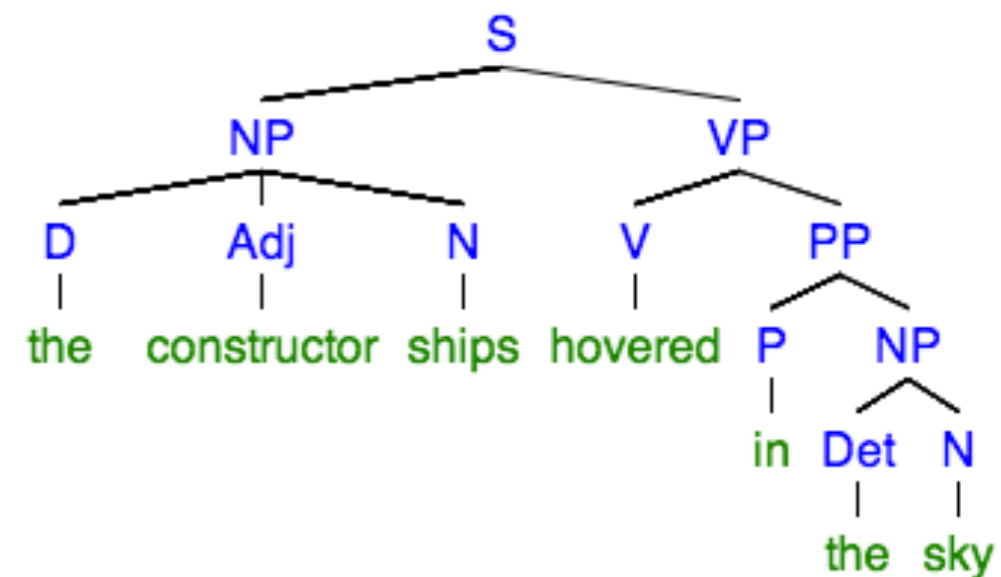 S
NP VP
D Adj N V PP
the constructor ships hovered P NP
in Det N
the sky